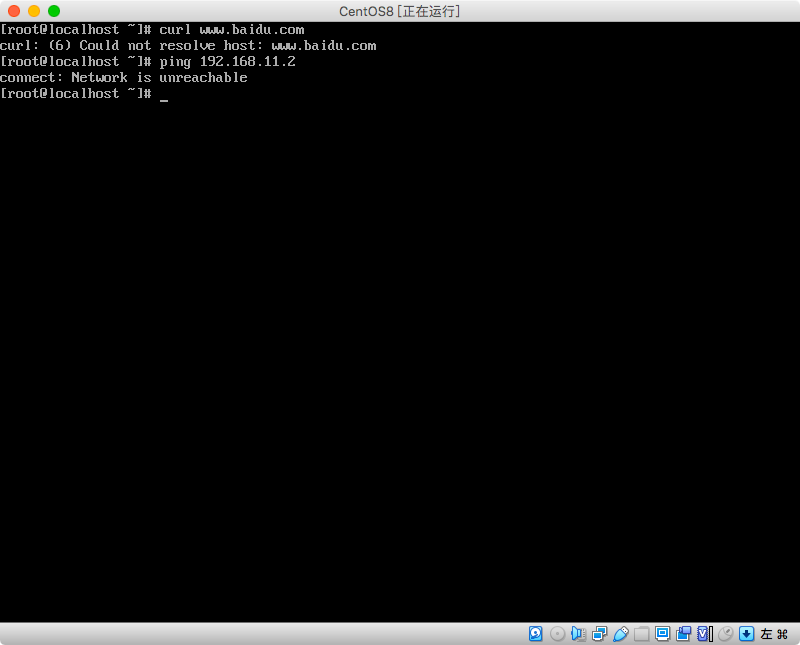 CentOS8 [正在运行]
[root@localhost ~]# curl www.baidu.com
curl: (6) Could not resolve host: www.baidu.com
[root@localhost ~]# ping 192.168.11.2
connect: Network is unreachable
[root@localhost ~]# _
左 ⌘